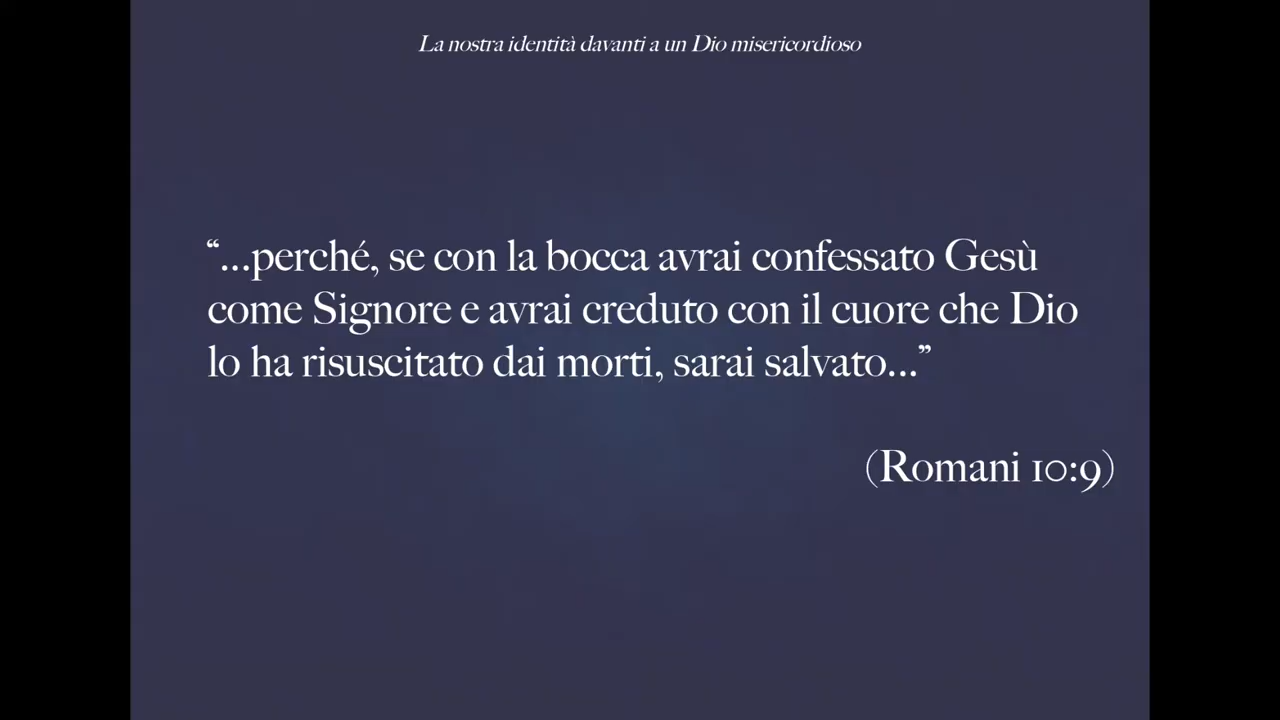 La nostra identità davanti a un Dio misericordioso
“...perché, se con la bocca avrai confessato Gesù
come Signore e avrai creduto con il cuore che Dio
lo ha risuscitato dai morti, sarai salvato...”
(Romani 10:9)